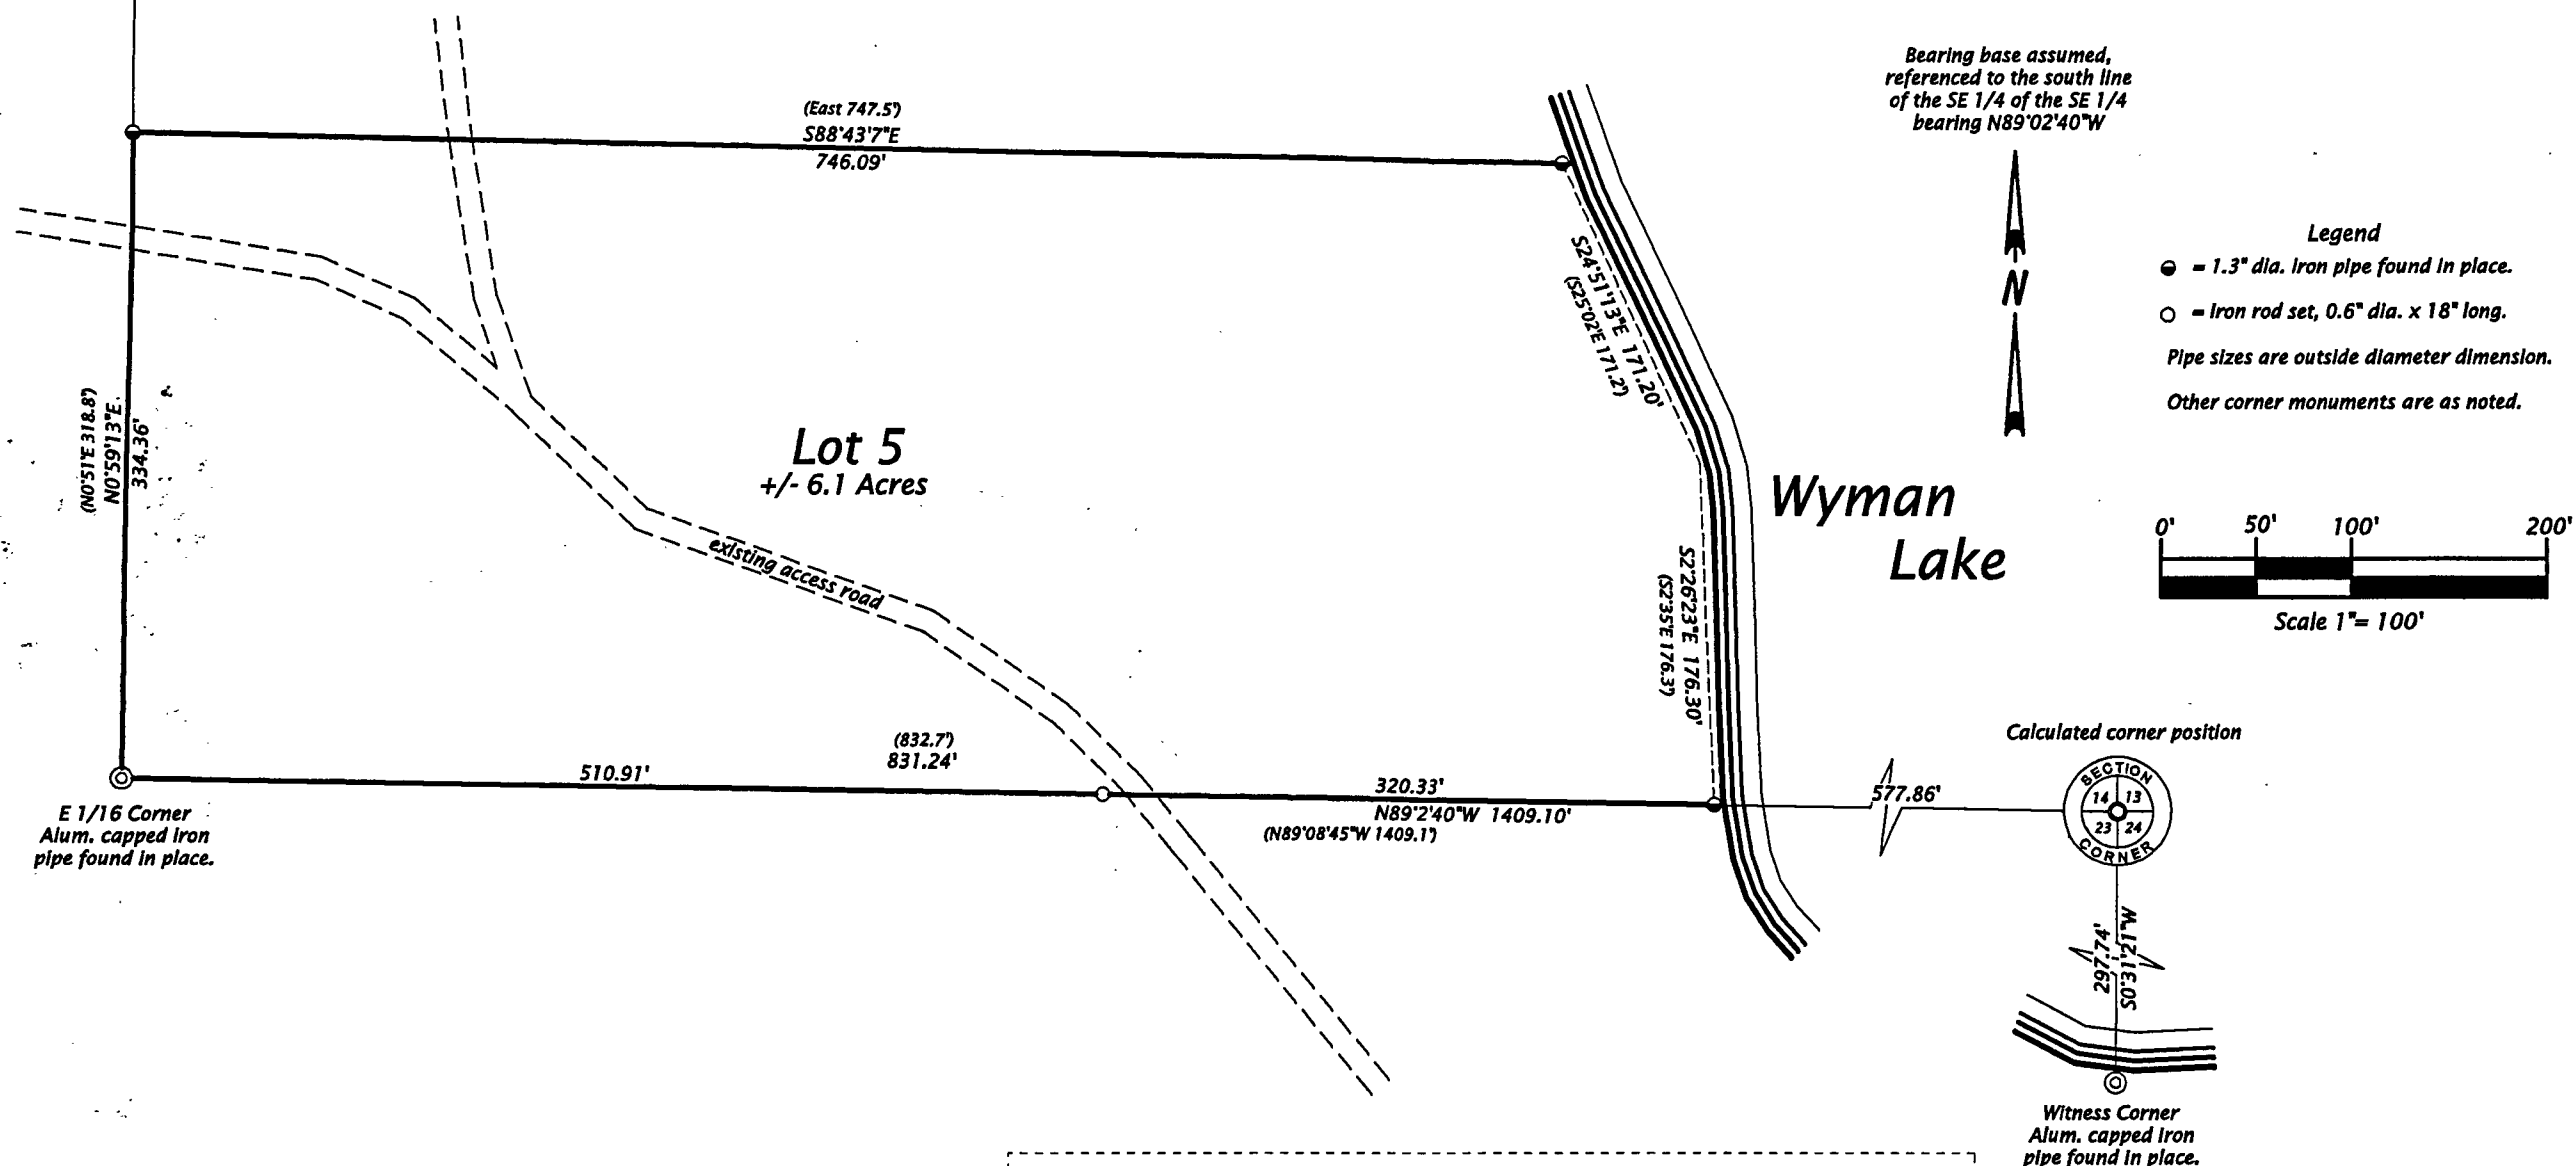 Bearing base assumed,
referenced to the south line
of the SE 1/4 of the SE 1/4
bearing N89°02'40"W
N
Legend
= 1.3" dia. iron pipe found in place.
= Iron rod set, 0.6" dia. x 18" long.
Pipe sizes are outside diameter dimension.
Other corner monuments are as noted.
0' 50' 100' 200'
Scale 1"= 100'
(East 747.5')
S88°43'7"E
746.09'
S24°51'13"E 171.20'
(S25°02'E 171.2')
(N0°51'E 318.8')
N0°59'13"E
334.36'
Lot 5
+/- 6.1 Acres
Wyman
Lake
existing access road
S2°26'23"E 176.30'
(S2°35'E 176.3')
(832.7')
831.24'
510.91'
320.33'
N89°2'40"W 1409.10'
(N89°08'45"W 1409.1')
577.86'
E 1/16 Corner
Alum. capped iron
pipe found in place.
Calculated corner position
SECTION
14 13
23 24
CORNER
297.74'
S0°31'21"W
Witness Corner
Alum. capped iron
pipe found in place.